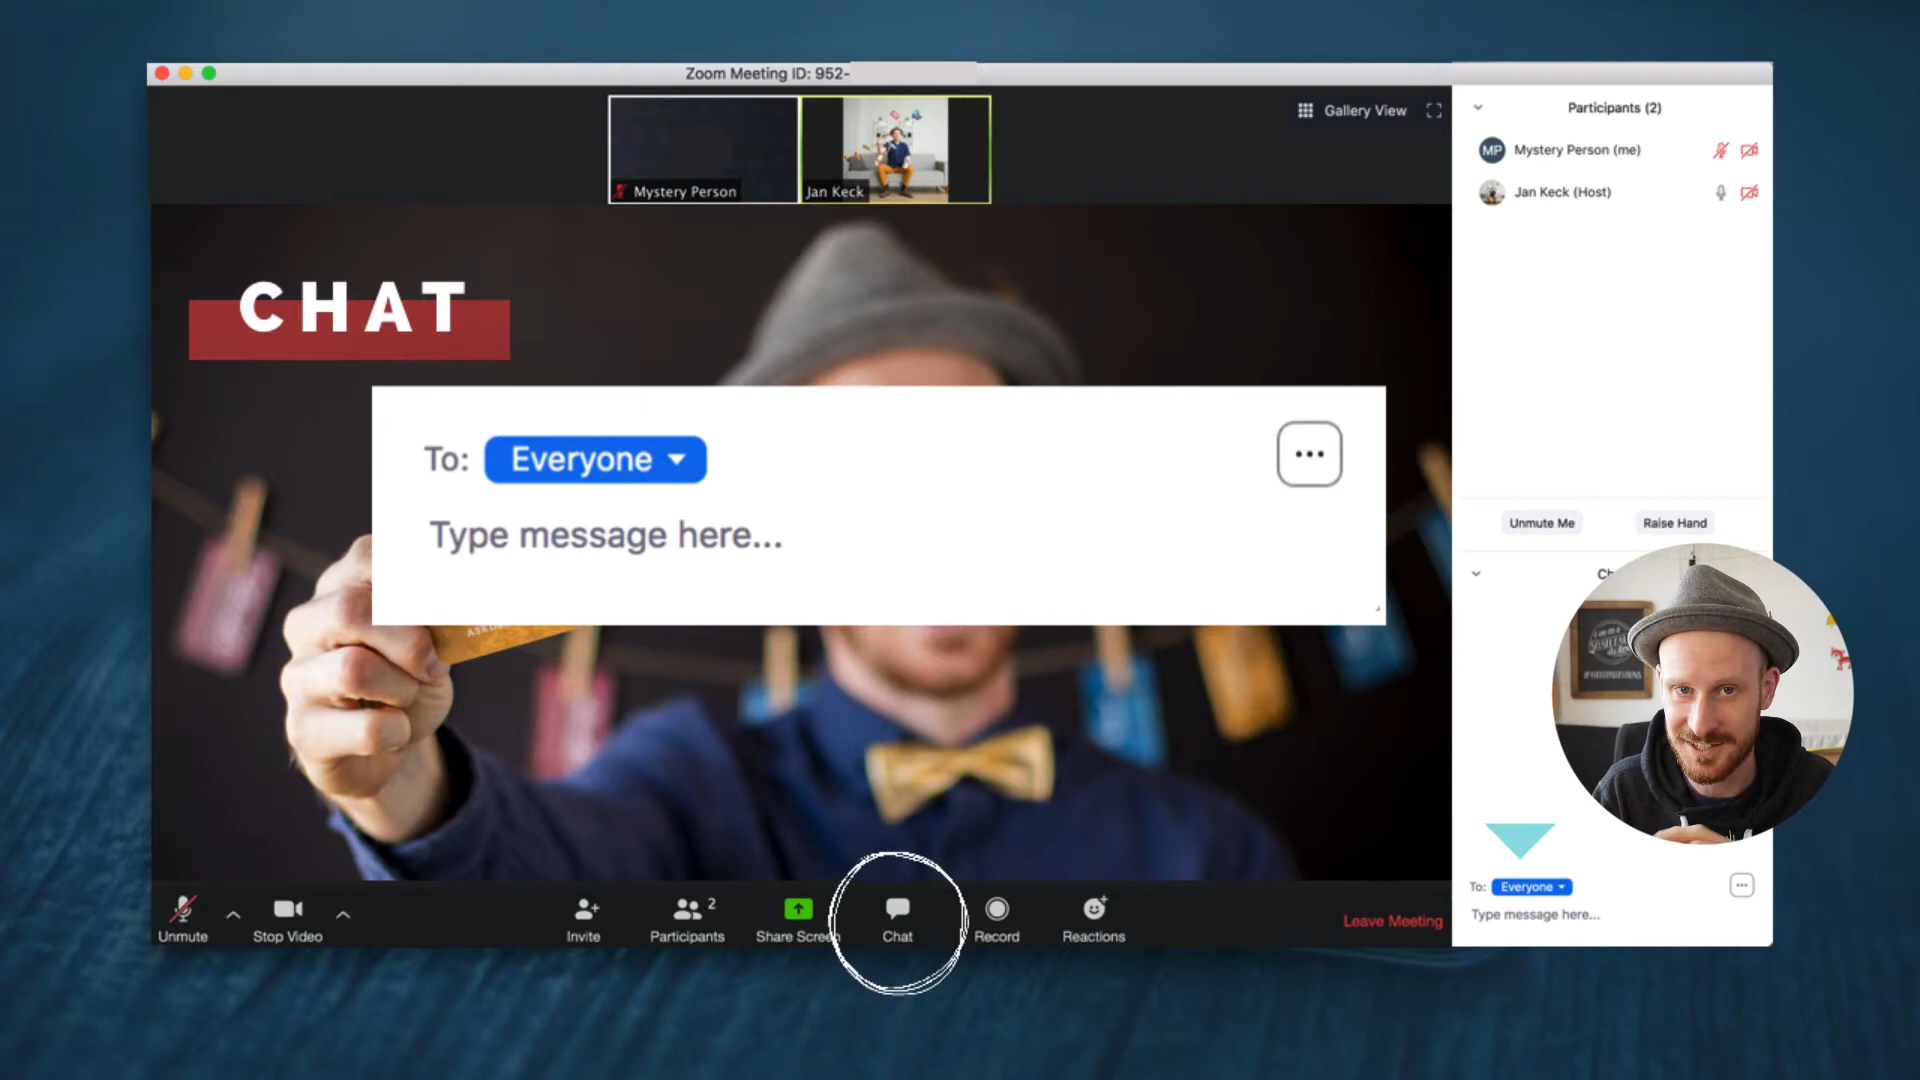 Zoom Meeting ID: 952-
Mystery Person
Jan Keck
Gallery View
Participants (2)
MP Mystery Person (me)
Jan Keck (Host)
CHAT
To: Everyone
Type message here...
Unmute Me
Raise Hand
To: Everyone
Type message here...
Unmute
Stop Video
Invite
Participants 2
Share Screen
Chat
Record
Reactions
Leave Meeting